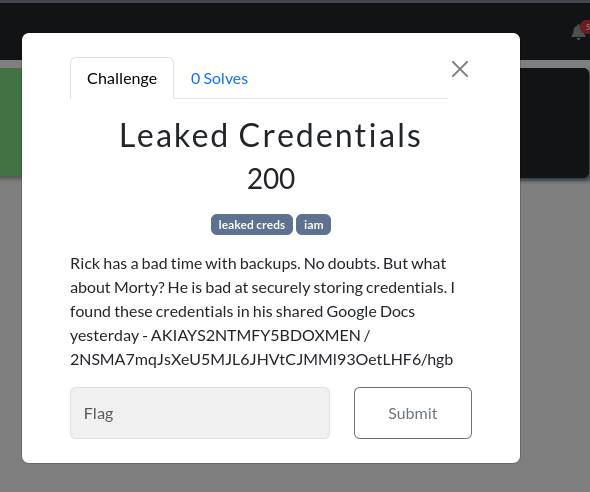 5
Challenge
0 Solves
Leaked Credentials
200
leaked creds
iam
Rick has a bad time with backups. No doubts. But what
about Morty? He is bad at securely storing credentials. I
found these credentials in his shared Google Docs
yesterday - AKIAYS2NTMFY5BDOXMEN /
2NSMA7mqJsXeU5MJL6JHVtCJMMl93OetLHF6/hgb
Flag
Submit